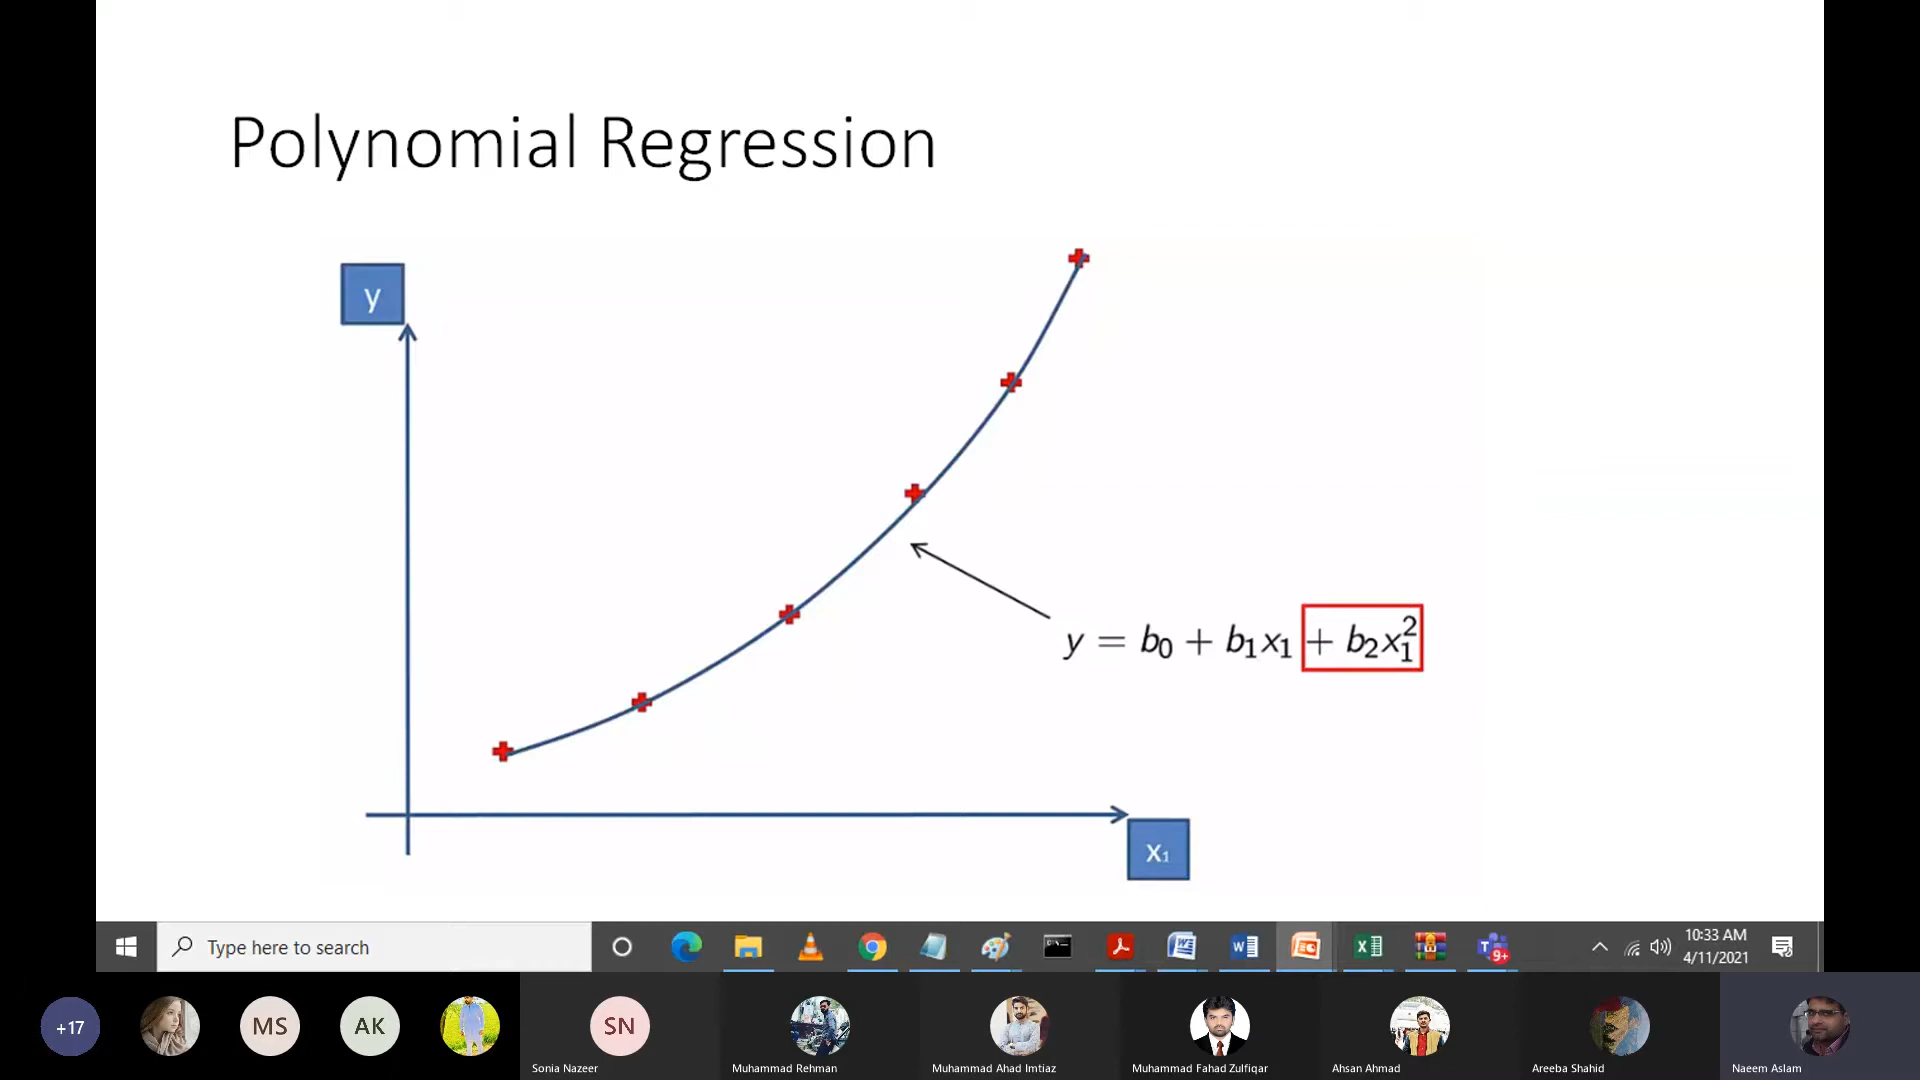 Polynomial Regression
y
y = b₀ + b₁x₁ + b₂x₁²
x₁
Type here to search
9+
10:33 AM
4/11/2021
+17
MS
AK
SN
Sonia Nazeer
Muhammad Rehman
Muhammad Ahad Imtiaz
Muhammad Fahad Zulfiqar
Ahsan Ahmad
Areeba Shahid
Naeem Aslam